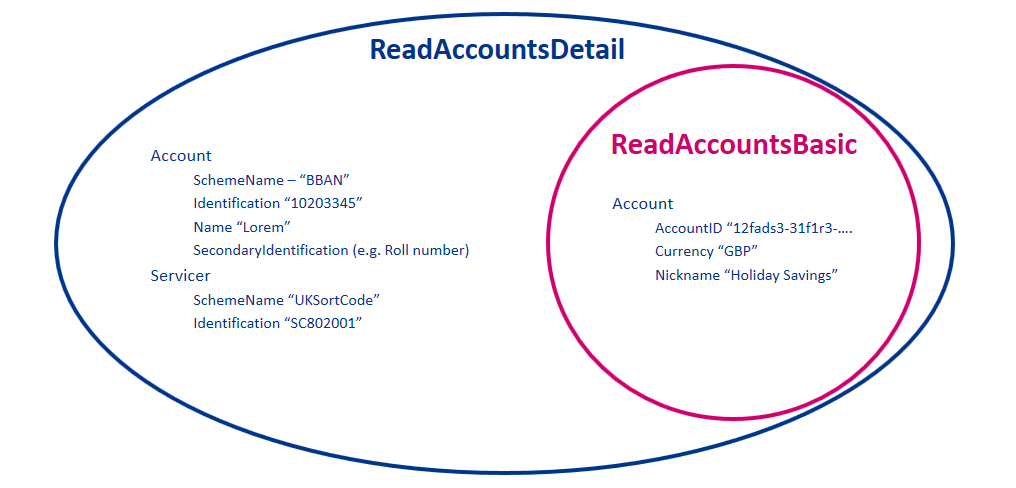 ReadAccountsDetail
Account
SchemeName – “BBAN”
Identification “10203345”
Name “Lorem”
SecondaryIdentification (e.g. Roll number)
Servicer
SchemeName “UKSortCode”
Identification “SC802001”
ReadAccountsBasic
Account
AccountID “12fads3-31f1r3-….
Currency “GBP”
Nickname “Holiday Savings”